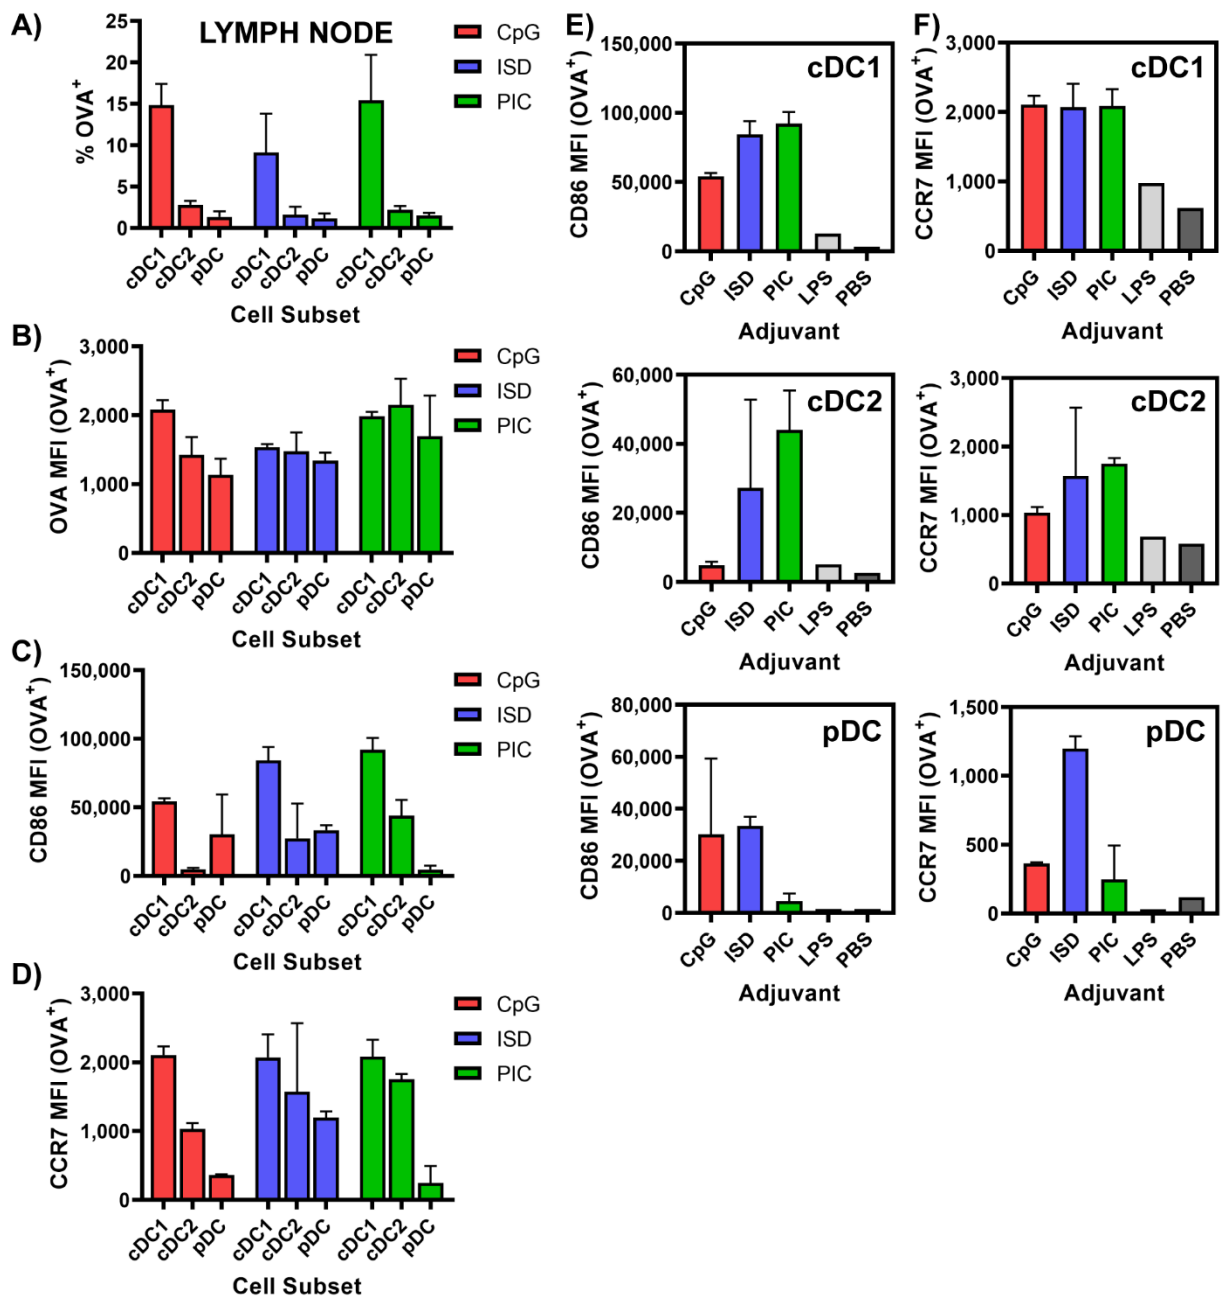 A)
LYMPH NODE
25
20
15
10
5
0
% OVA+
cDC1 cDC2 pDC cDC1 cDC2 pDC cDC1 cDC2 pDC
Cell Subset
CpG
ISD
PIC
B)
3,000
2,000
1,000
0
OVA MFI (OVA+)
cDC1 cDC2 pDC cDC1 cDC2 pDC cDC1 cDC2 pDC
Cell Subset
CpG
ISD
PIC
C)
150,000
100,000
50,000
0
CD86 MFI (OVA+)
cDC1 cDC2 pDC cDC1 cDC2 pDC cDC1 cDC2 pDC
Cell Subset
CpG
ISD
PIC
D)
3,000
2,000
1,000
0
CCR7 MFI (OVA+)
cDC1 cDC2 pDC cDC1 cDC2 pDC cDC1 cDC2 pDC
Cell Subset
CpG
ISD
PIC
E)
cDC1
150,000
100,000
50,000
0
CD86 MFI (OVA+)
CpG ISD PIC LPS PBS
Adjuvant
cDC2
60,000
40,000
20,000
0
CD86 MFI (OVA+)
CpG ISD PIC LPS PBS
Adjuvant
pDC
80,000
60,000
40,000
20,000
0
CD86 MFI (OVA+)
CpG ISD PIC LPS PBS
Adjuvant
F)
cDC1
3,000
2,000
1,000
0
CCR7 MFI (OVA+)
CpG ISD PIC LPS PBS
Adjuvant
cDC2
3,000
2,000
1,000
0
CCR7 MFI (OVA+)
CpG ISD PIC LPS PBS
Adjuvant
pDC
1,500
1,000
500
0
CCR7 MFI (OVA+)
CpG ISD PIC LPS PBS
Adjuvant